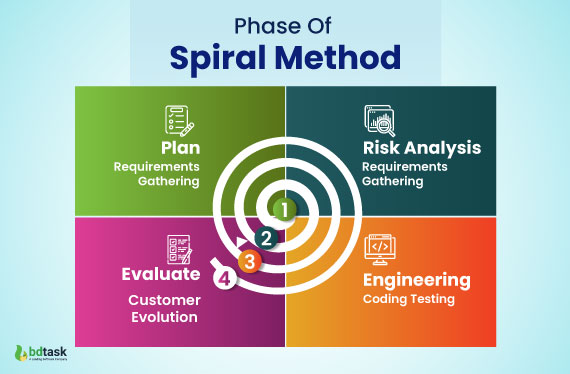 Phase Of
Spiral Method
Plan
Requirements
Gathering
Risk Analysis
Requirements
Gathering
1
2
3
4
Evaluate
Customer
Evolution
Engineering
Coding Testing
bdtask
A Leading Software Company